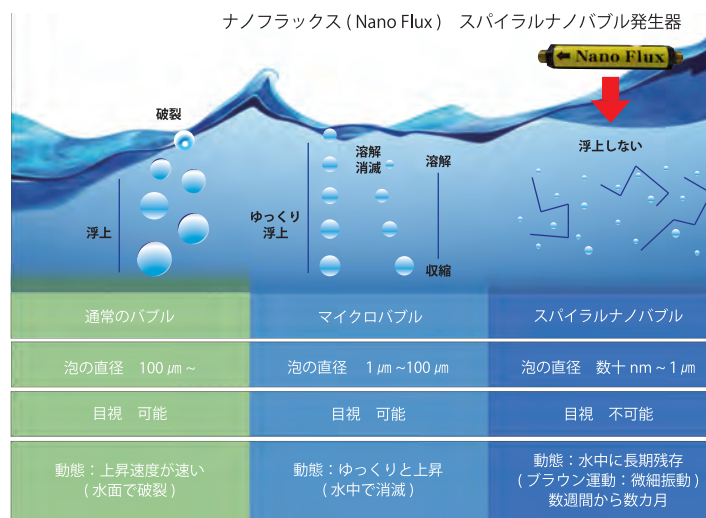 ナノフラックス ( Nano Flux )　スパイラルナノバブル発生器
Nano Flux
破裂
浮上しない
溶解
消滅
溶解
ゆっくり
浮上
浮上
収縮
通常のバブル
マイクロバブル
スパイラルナノバブル
泡の直径　100 ㎛ ~
泡の直径　1 ㎛ ~100 ㎛
泡の直径　数十 nm ~ 1 ㎛
目視　可能
目視　可能
目視　不可能
動態：上昇速度が速い
( 水面で破裂 )
動態：ゆっくりと上昇
( 水中で消滅 )
動態：水中に長期残存
( ブラウン運動：微細振動 )
数週間から数カ月